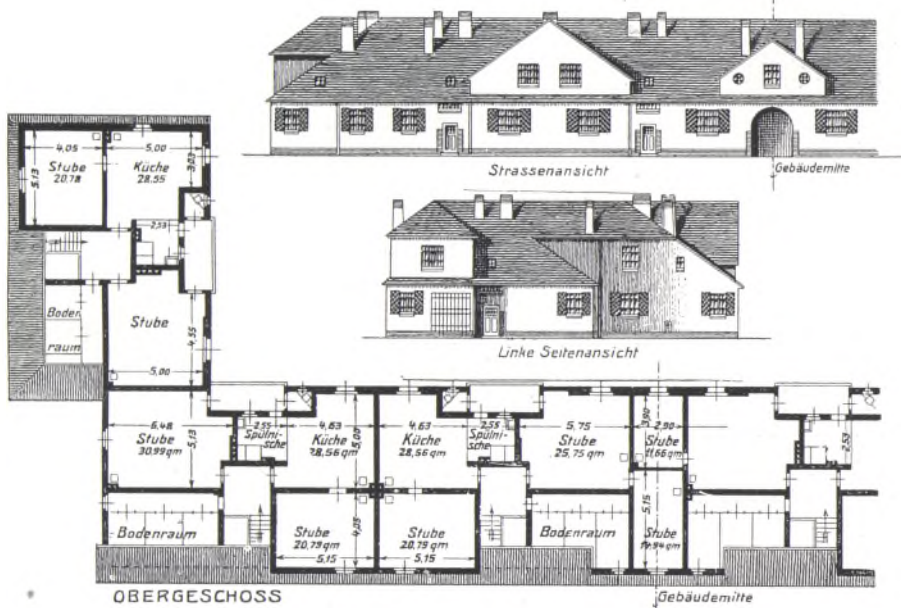 Strassenansicht
Gebäudemitte
Linke Seitenansicht
4,05
Stube
20.78
5,13
5,00
Küche
28.55
3,03
2,53
Boden
raum
Stube
4,55
5,00
6,48
Stube
30,99 qm
5,13
2,55
Spülni-
sche
4,63
Küche
28,56 qm
5,00
4,63
Küche
28,56 qm
2,55
Spülni-
sche
5,75
Stube
25,75 qm
3,90
2,90
Stube
11,66 qm
2,53
Bodenraum
Stube
20,79 qm
5,15
4,05
Stube
20,79 qm
5,15
Bodenraum
5,15
Stube
OBERGESCHOSS
Gebäudemitte